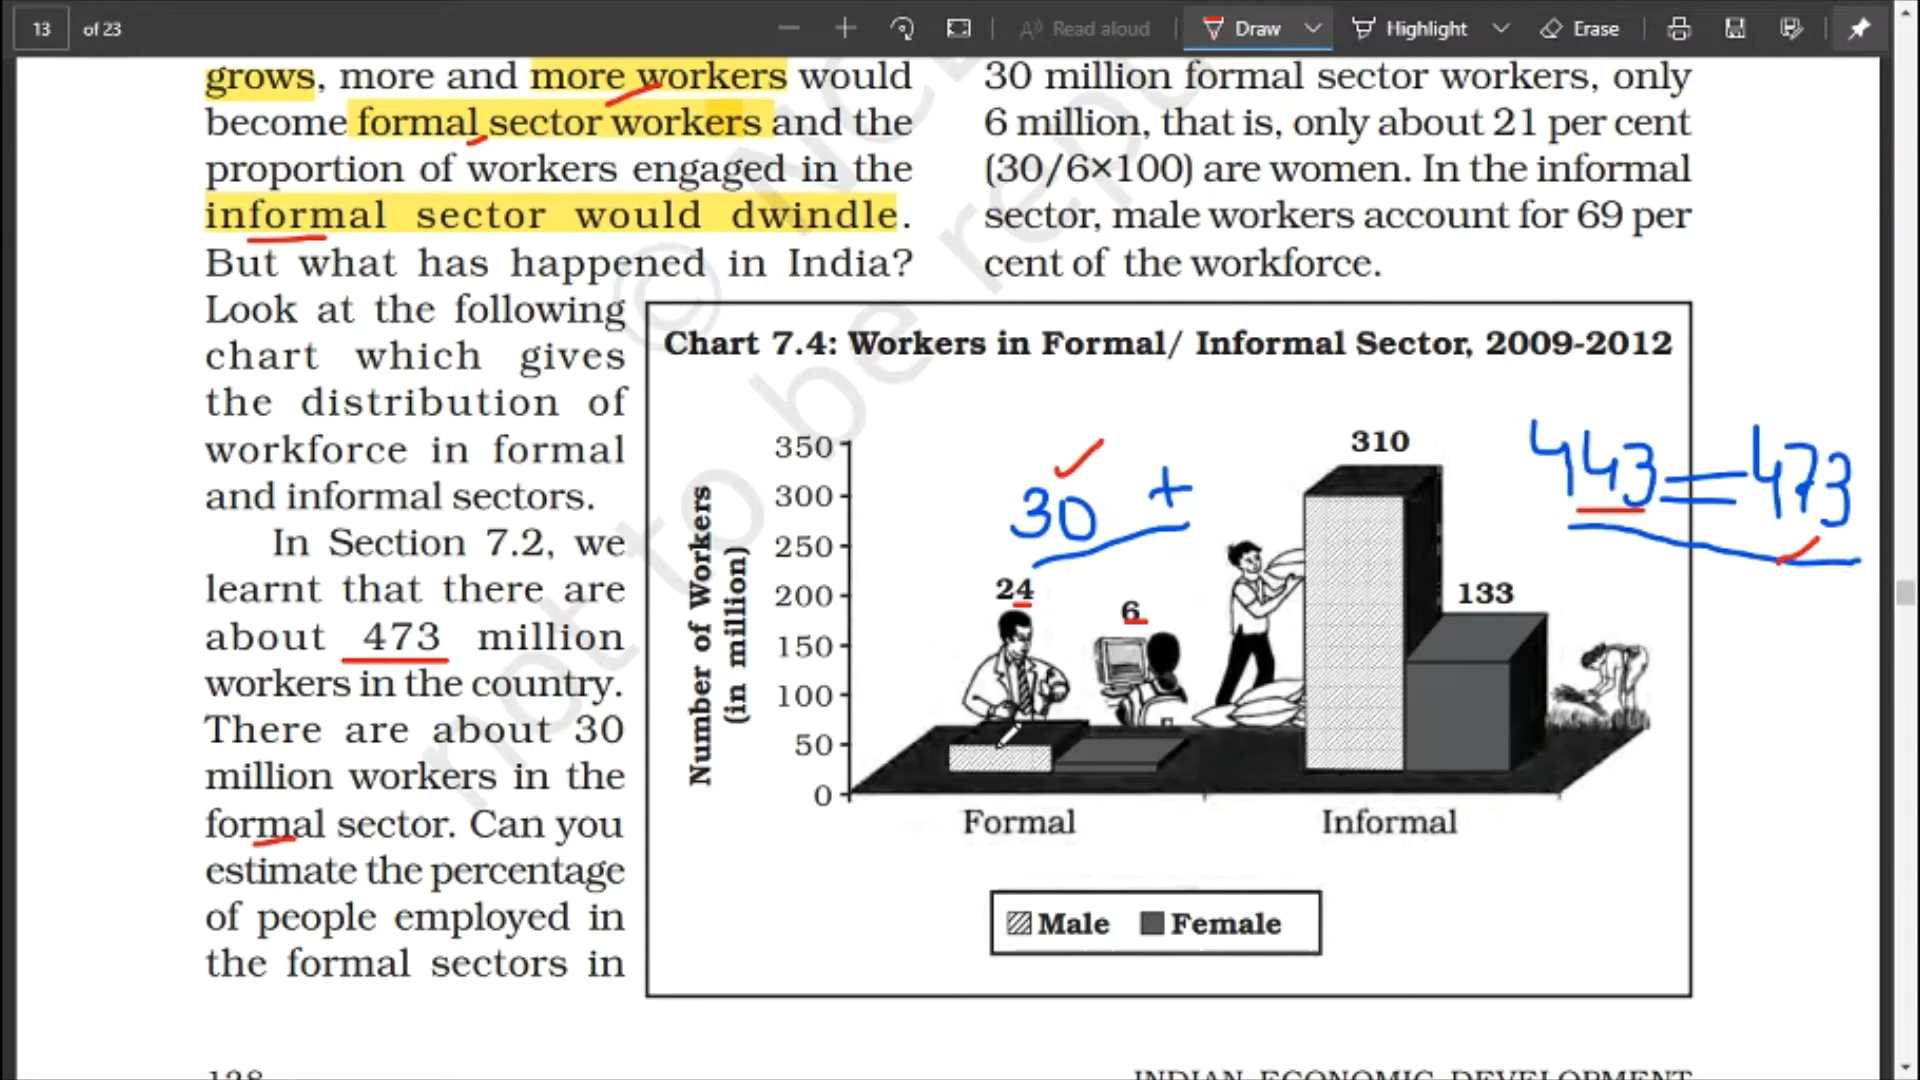 13 of 23 Read aloud Draw Highlight Erase
grows, more and more workers would
become formal sector workers and the
proportion of workers engaged in the
informal sector would dwindle.
But what has happened in India?
Look at the following
chart which gives
the distribution of
workforce in formal
and informal sectors.
In Section 7.2, we
learnt that there are
about 473 million
workers in the country.
There are about 30
million workers in the
formal sector. Can you
estimate the percentage
of people employed in
the formal sectors in
30 million formal sector workers, only
6 million, that is, only about 21 per cent
(30/6×100) are women. In the informal
sector, male workers account for 69 per
cent of the workforce.
Chart 7.4: Workers in Formal/ Informal Sector, 2009-2012
Number of Workers
(in million)
350
300
250
200
150
100
50
0
30 + 443 = 473
24
6
310
133
Formal
Informal
Male Female
128
INDIAN ECONOMIC DEVELOPMENT
© NCE
not to be rep